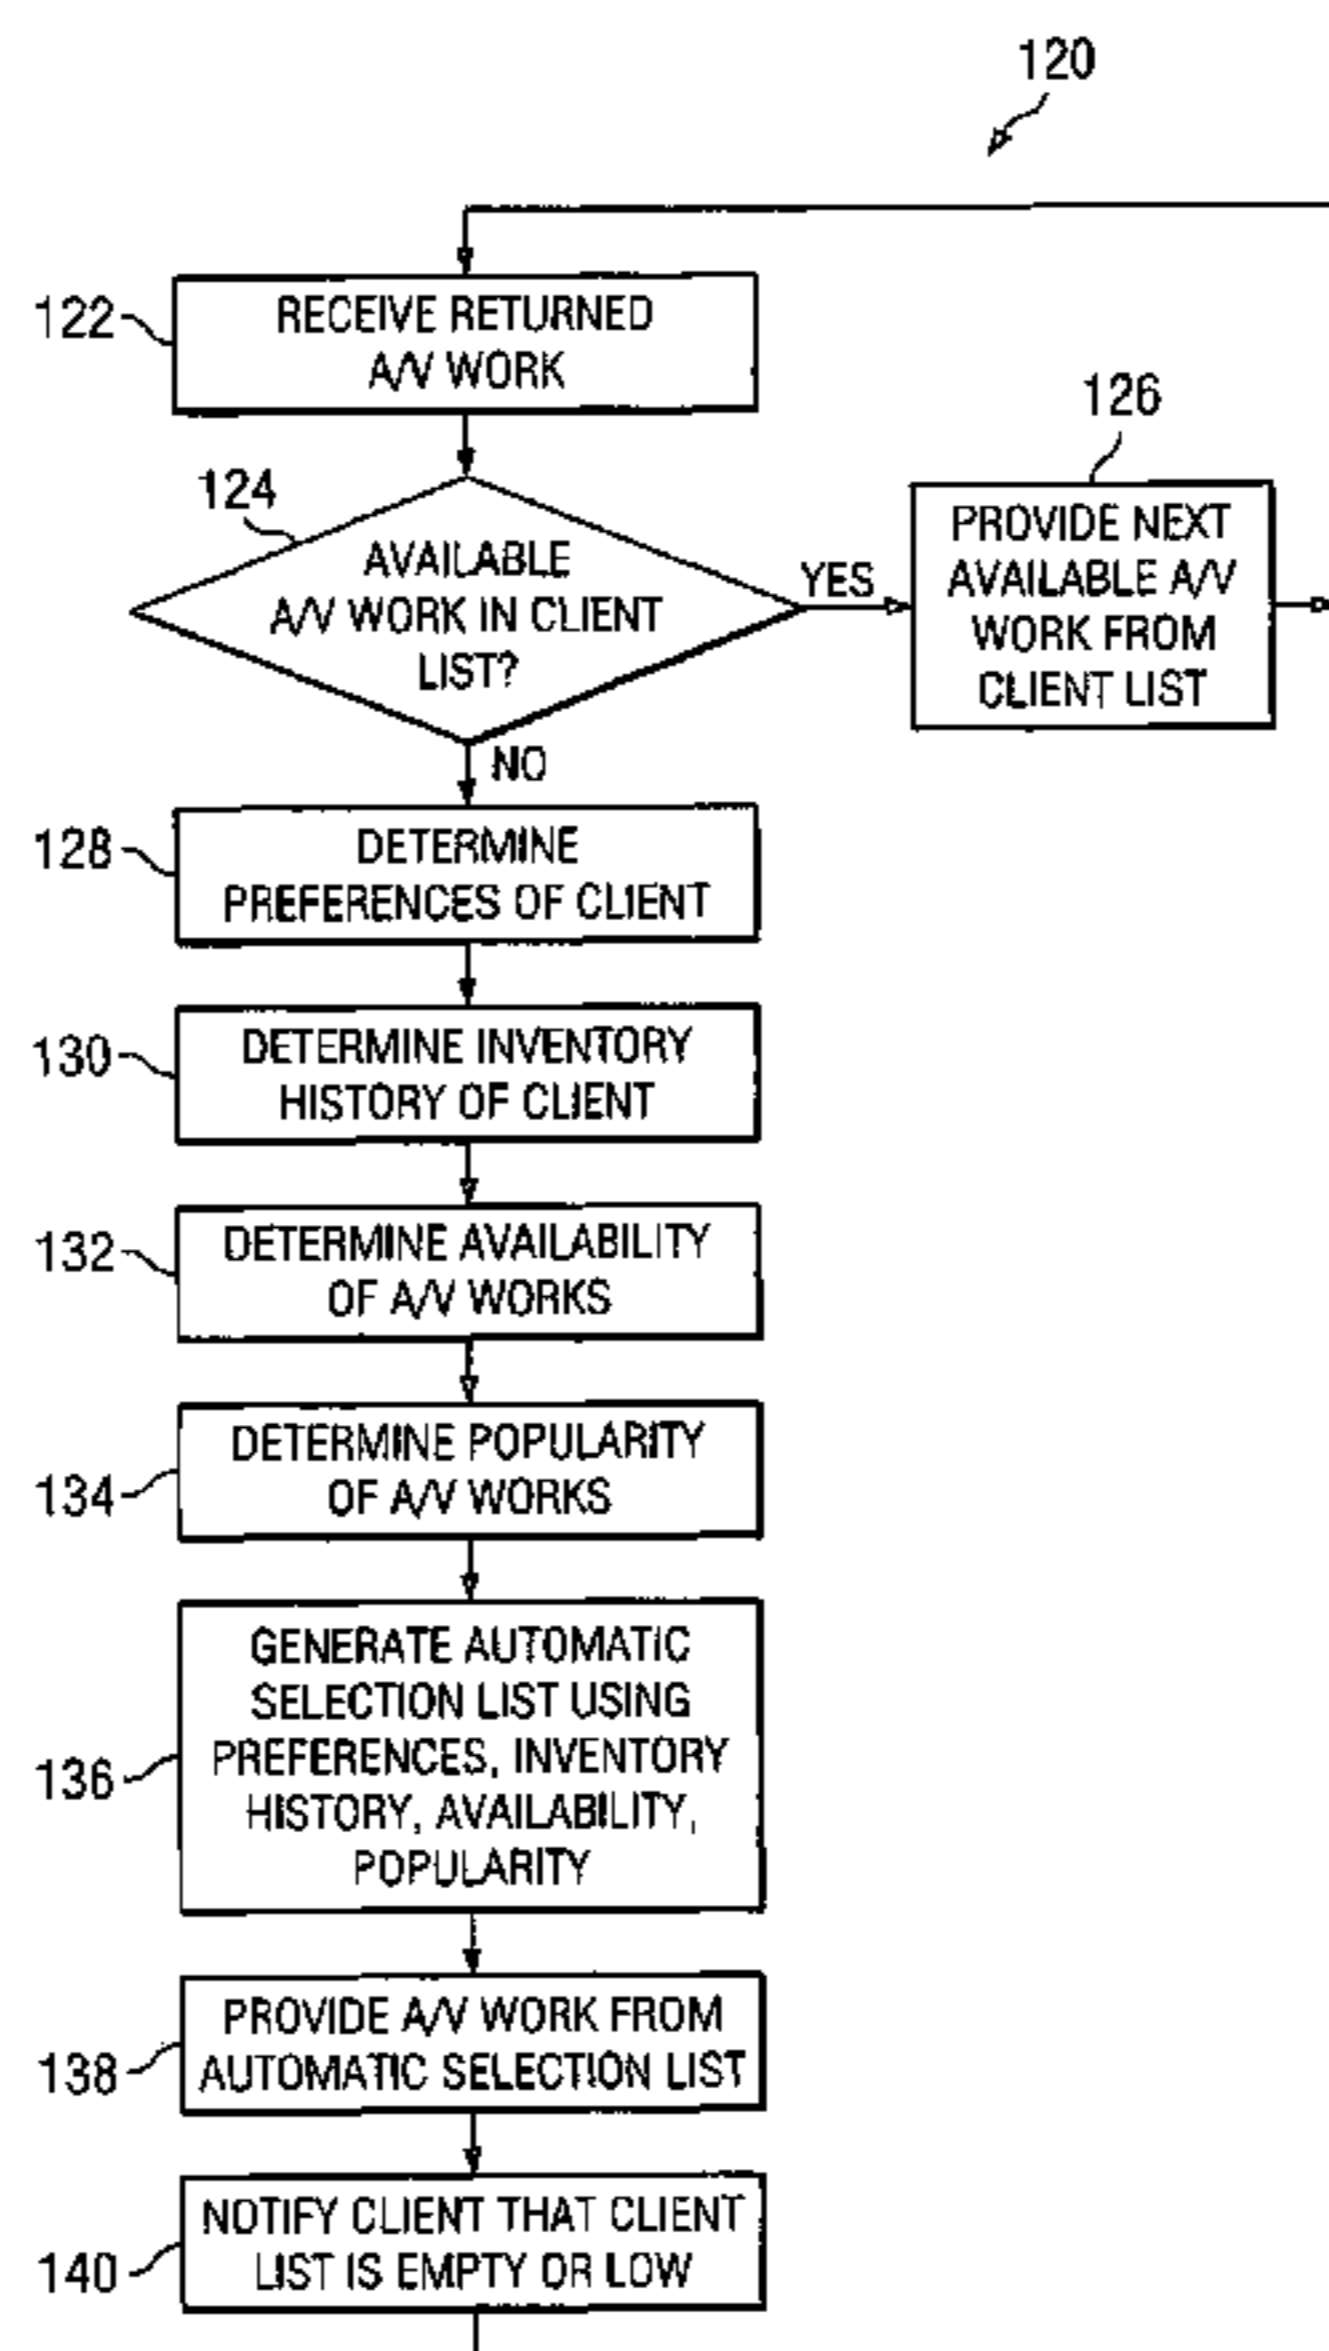 120
122
RECEIVE RETURNED
A/V WORK
124
AVAILABLE
A/V WORK IN CLIENT
LIST?
YES
126
PROVIDE NEXT
AVAILABLE A/V
WORK FROM
CLIENT LIST
NO
128
DETERMINE
PREFERENCES OF CLIENT
130
DETERMINE INVENTORY
HISTORY OF CLIENT
132
DETERMINE AVAILABILITY
OF A/V WORKS
134
DETERMINE POPULARITY
OF A/V WORKS
136
GENERATE AUTOMATIC
SELECTION LIST USING
PREFERENCES, INVENTORY
HISTORY, AVAILABILITY,
POPULARITY
138
PROVIDE A/V WORK FROM
AUTOMATIC SELECTION LIST
140
NOTIFY CLIENT THAT CLIENT
LIST IS EMPTY OR LOW